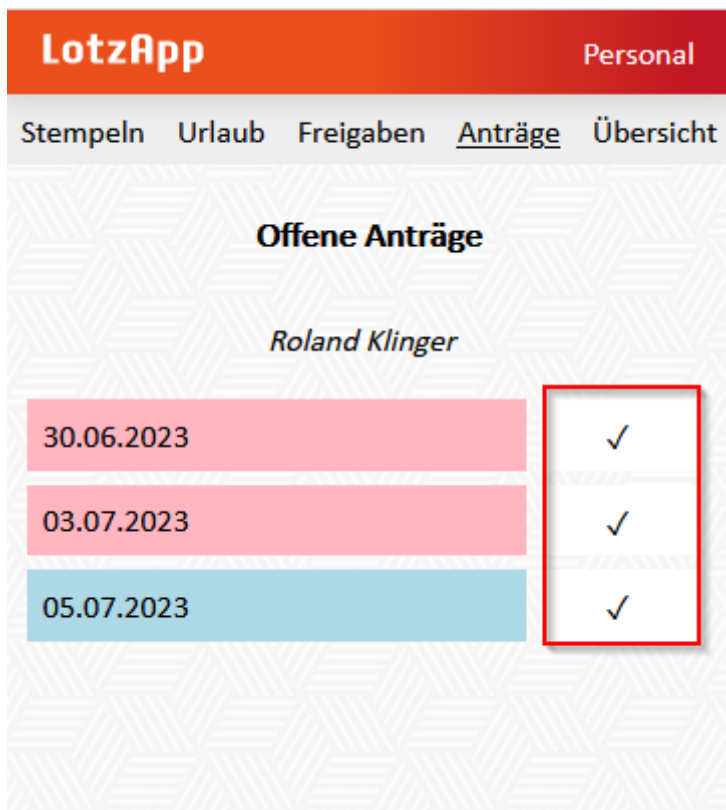 LotzApp Personal
Stempeln Urlaub Freigaben Anträge Übersicht
Offene Anträge
Roland Klinger
30.06.2023 ✓
03.07.2023 ✓
05.07.2023 ✓